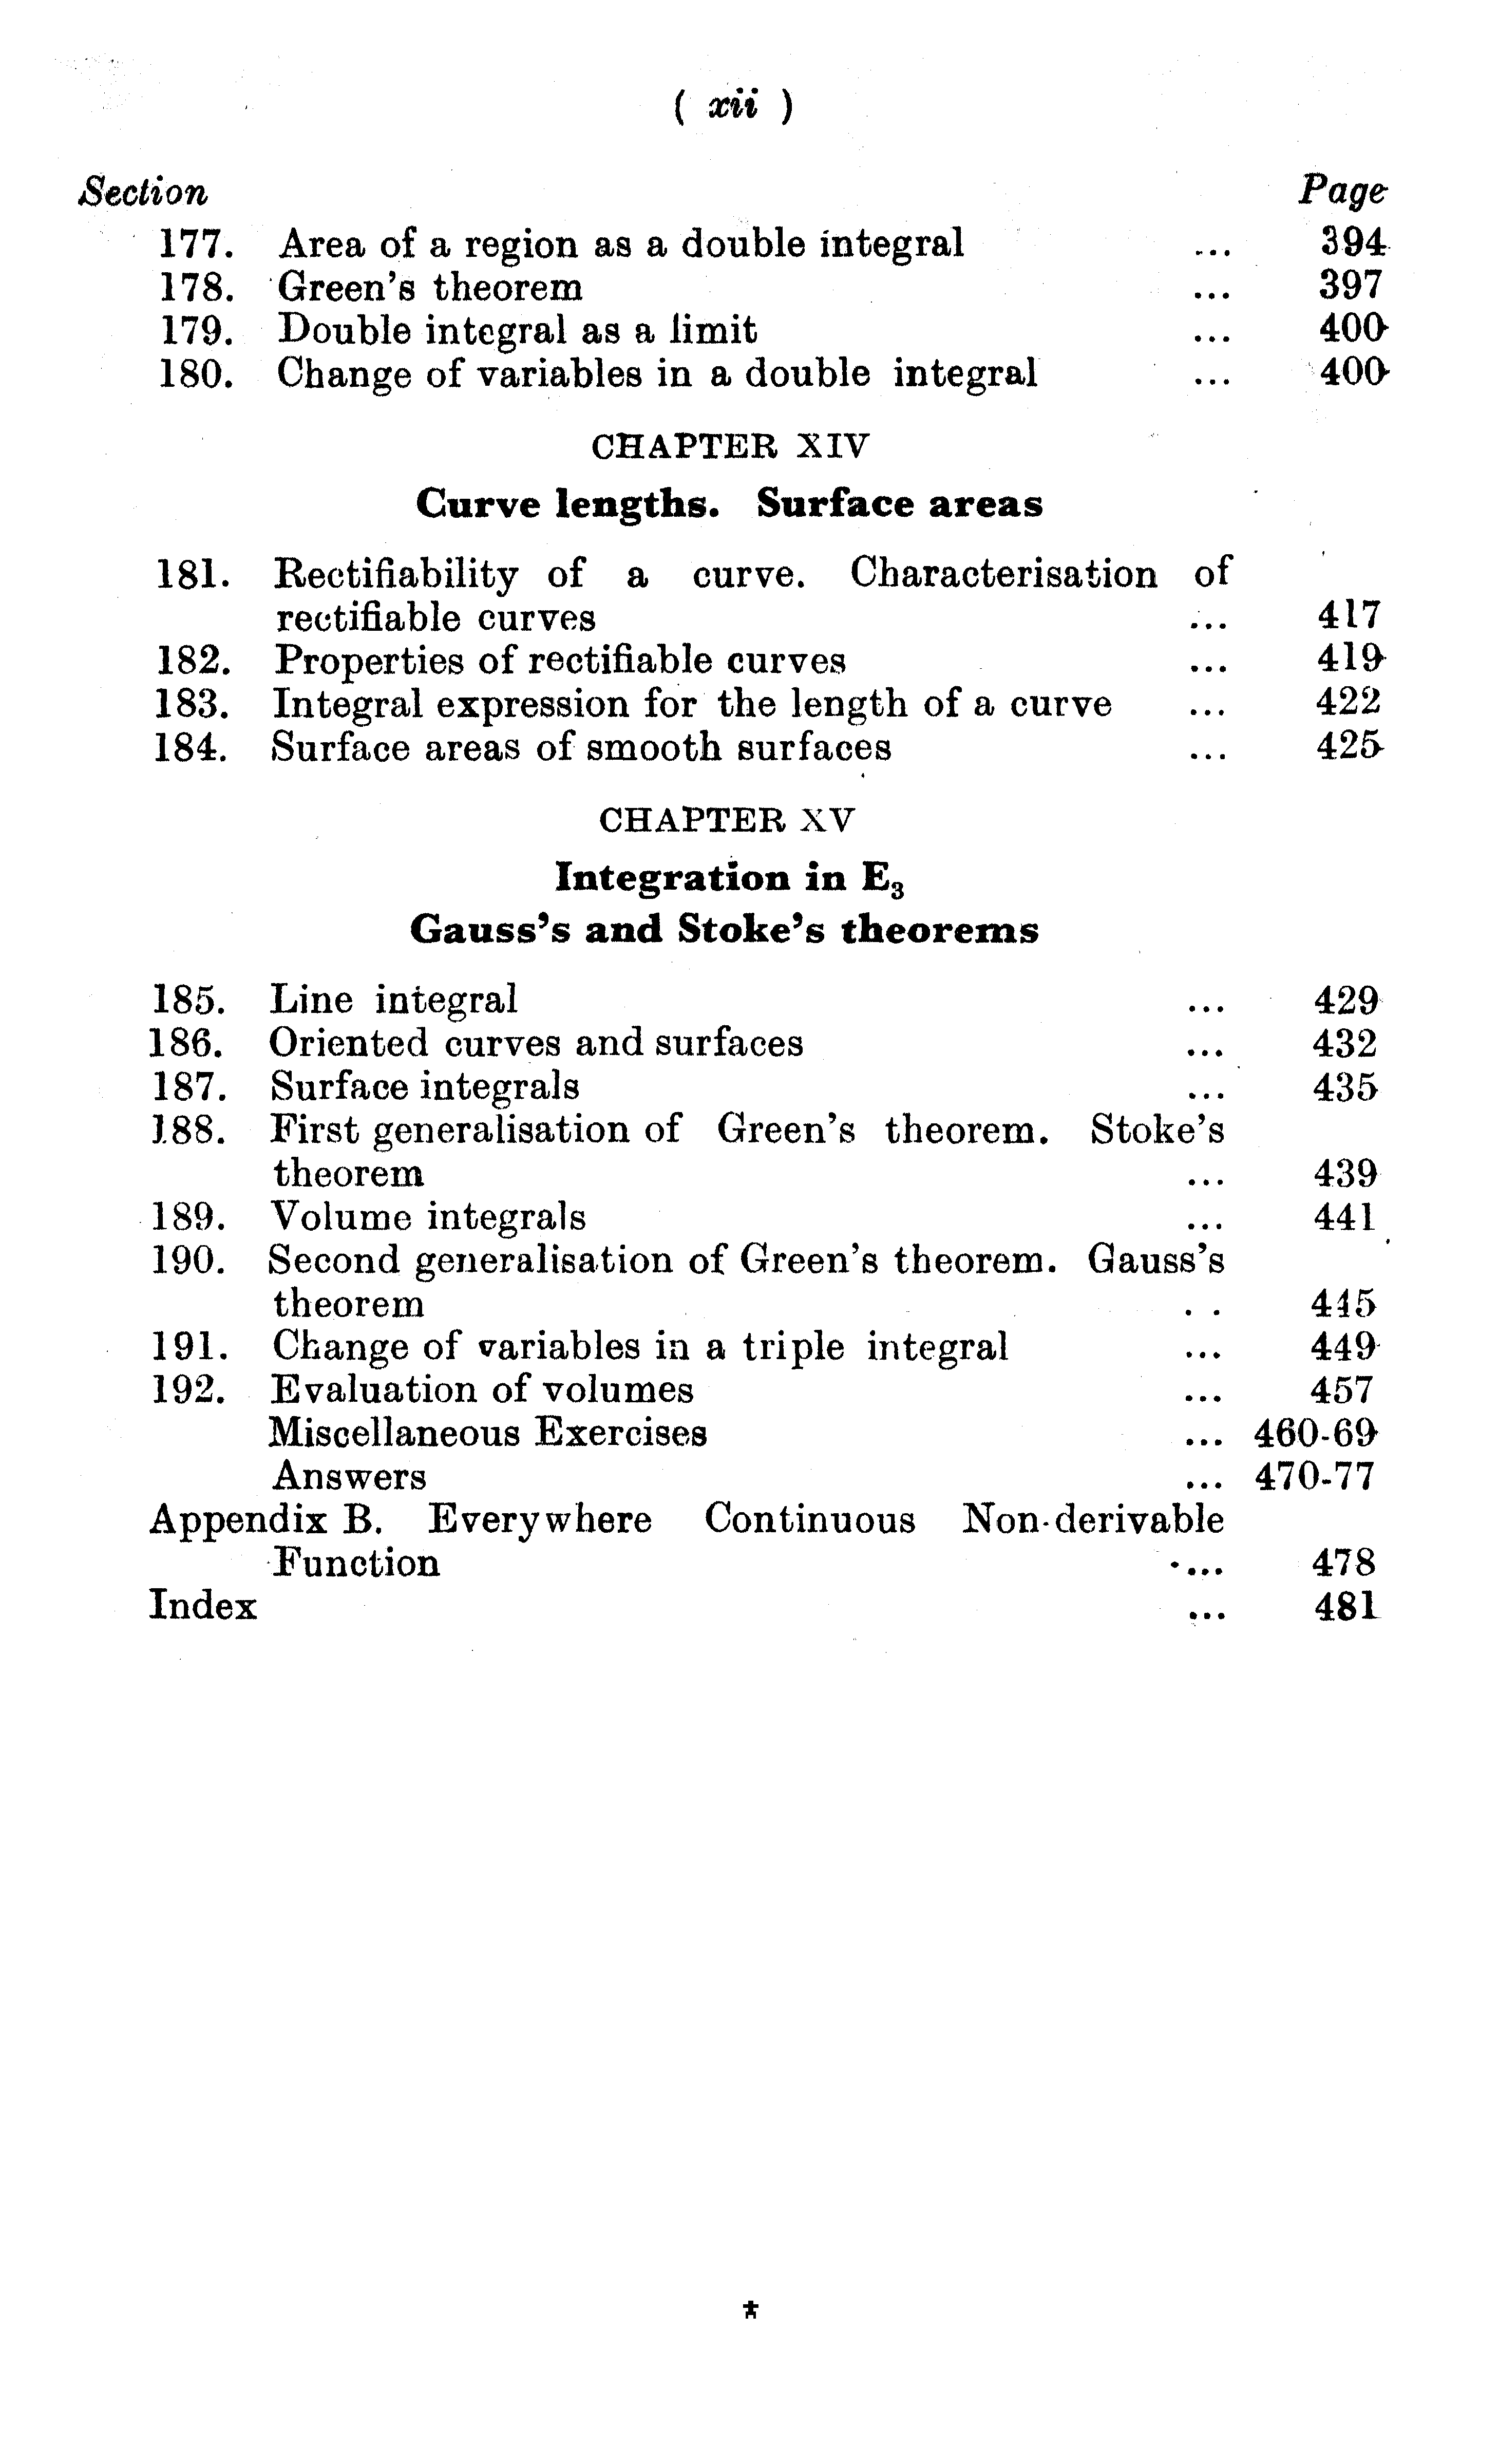 ( xii )
Section Page
177. Area of a region as a double integral ... 394
178. Green's theorem ... 397
179. Double integral as a limit ... 400
180. Change of variables in a double integral ... 400
CHAPTER XIV
Curve lengths. Surface areas
181. Rectifiability of a curve. Characterisation of
rectifiable curves ... 417
182. Properties of rectifiable curves ... 419
183. Integral expression for the length of a curve ... 422
184. Surface areas of smooth surfaces ... 425
CHAPTER XV
Integration in E₃
Gauss's and Stoke's theorems
185. Line integral ... 429
186. Oriented curves and surfaces ... 432
187. Surface integrals ... 435
188. First generalisation of Green's theorem. Stoke's
theorem ... 439
189. Volume integrals ... 441
190. Second generalisation of Green's theorem. Gauss's
theorem . . 445
191. Change of variables in a triple integral ... 449
192. Evaluation of volumes ... 457
Miscellaneous Exercises ... 460-69
Answers ... 470-77
Appendix B. Everywhere Continuous Non-derivable
Function ... 478
Index ... 481
*